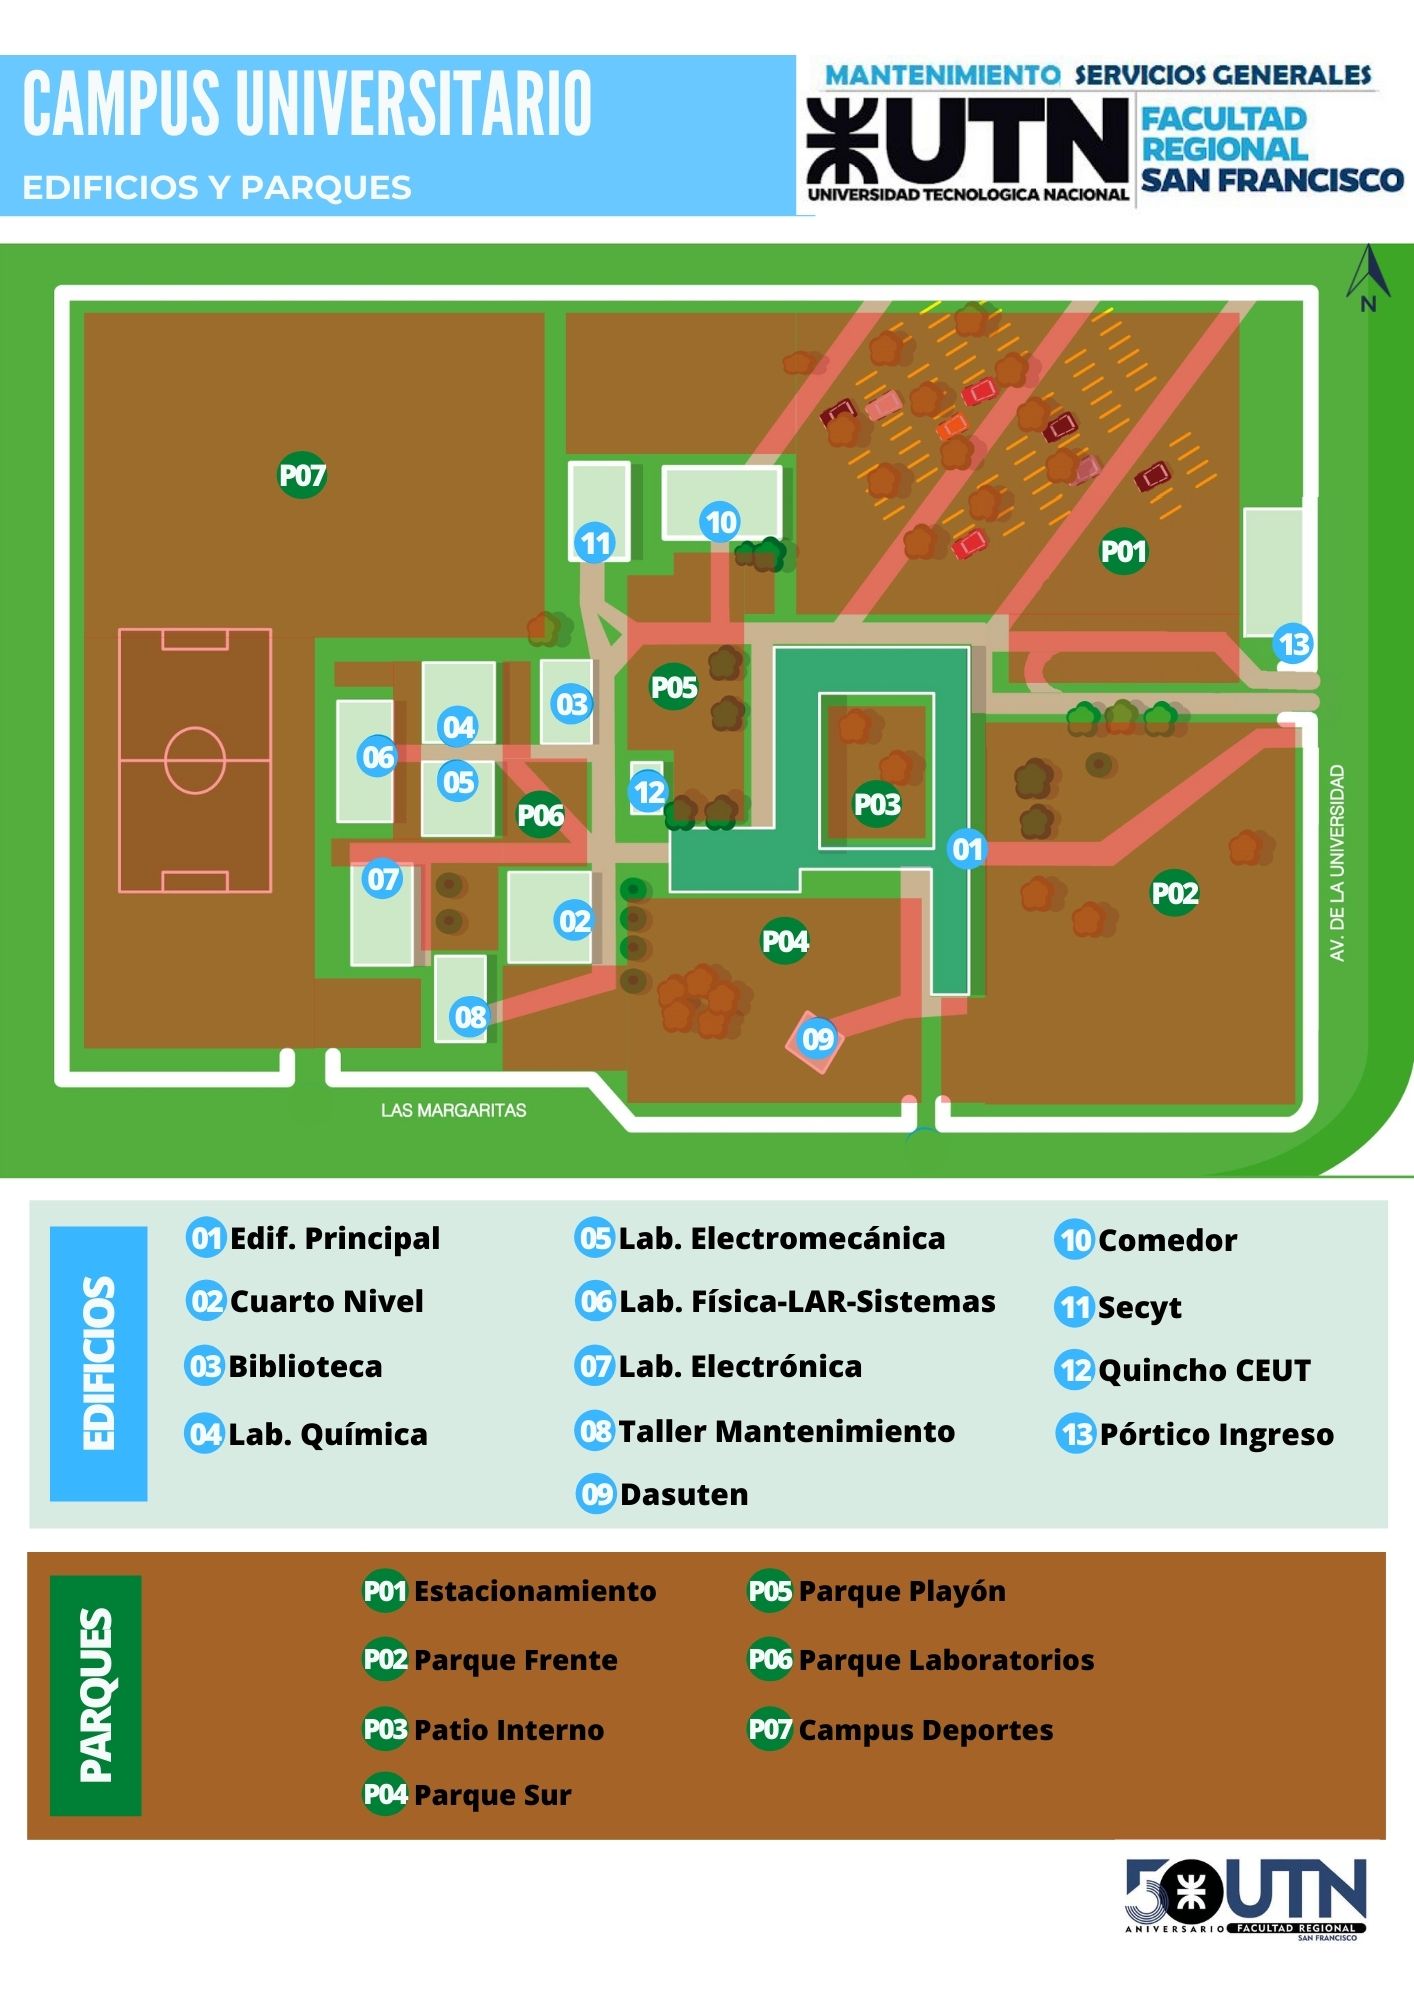 CAMPUS UNIVERSITARIO
EDIFICIOS Y PARQUES
MANTENIMIENTO SERVICIOS GENERALES
UTN
UNIVERSIDAD TECNOLOGICA NACIONAL
FACULTAD
REGIONAL
SAN FRANCISCO
N
P07
10
11
P01
13
P05
03
04
06
05
12
P06
P03
01
07
02
P02
P04
08
09
AV. DE LA UNIVERSIDAD
LAS MARGARITAS
EDIFICIOS
01 Edif. Principal
02 Cuarto Nivel
03 Biblioteca
04 Lab. Química
05 Lab. Electromecánica
06 Lab. Física-LAR-Sistemas
07 Lab. Electrónica
08 Taller Mantenimiento
09 Dasuten
10 Comedor
11 Secyt
12 Quincho CEUT
13 Pórtico Ingreso
PARQUES
P01 Estacionamiento
P02 Parque Frente
P03 Patio Interno
P04 Parque Sur
P05 Parque Playón
P06 Parque Laboratorios
P07 Campus Deportes
50 UTN
ANIVERSARIO FACULTAD REGIONAL
SAN FRANCISCO